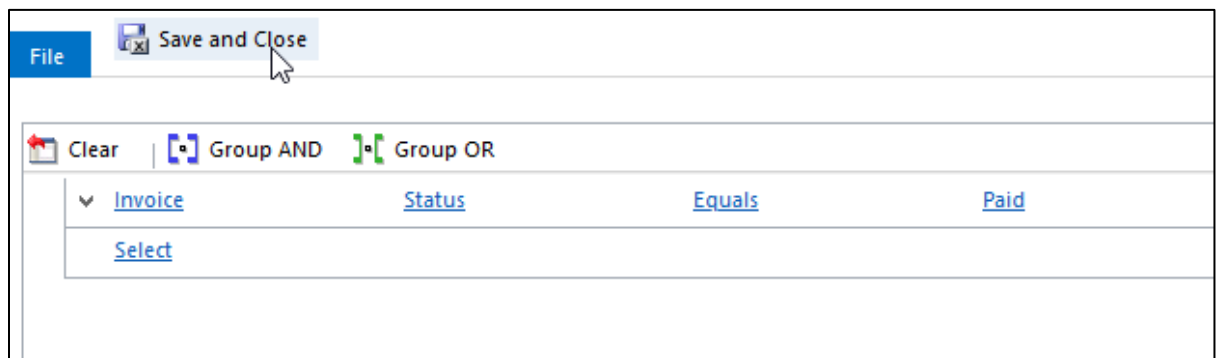 File
Save and Close
Clear Group AND Group OR
Invoice Status Equals Paid
Select